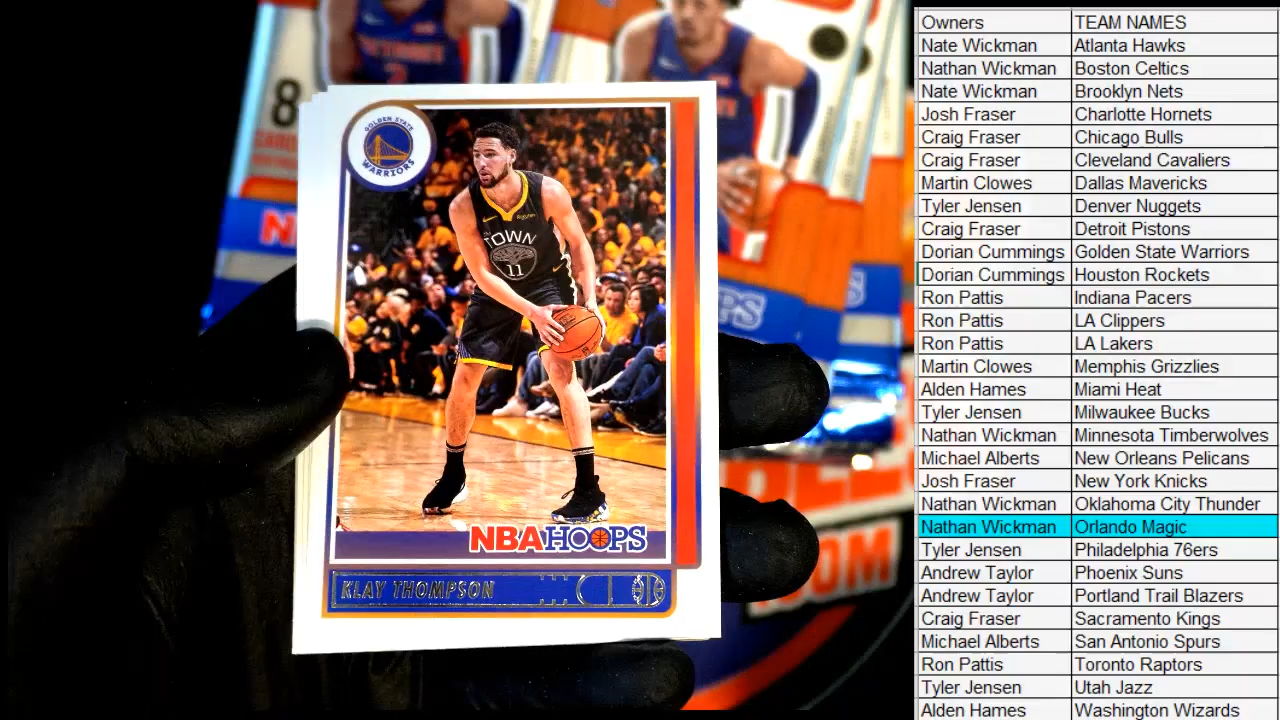 GOLDEN STATE
WARRIORS
TOWN
11
NBA HOOPS
KLAY THOMPSON
8
Owners TEAM NAMES
Nate Wickman Atlanta Hawks
Nathan Wickman Boston Celtics
Nate Wickman Brooklyn Nets
Josh Fraser Charlotte Hornets
Craig Fraser Chicago Bulls
Craig Fraser Cleveland Cavaliers
Martin Clowes Dallas Mavericks
Tyler Jensen Denver Nuggets
Craig Fraser Detroit Pistons
Dorian Cummings Golden State Warriors
Dorian Cummings Houston Rockets
Ron Pattis Indiana Pacers
Ron Pattis LA Clippers
Ron Pattis LA Lakers
Martin Clowes Memphis Grizzlies
Alden Hames Miami Heat
Tyler Jensen Milwaukee Bucks
Nathan Wickman Minnesota Timberwolves
Michael Alberts New Orleans Pelicans
Josh Fraser New York Knicks
Nathan Wickman Oklahoma City Thunder
Nathan Wickman Orlando Magic
Tyler Jensen Philadelphia 76ers
Andrew Taylor Phoenix Suns
Andrew Taylor Portland Trail Blazers
Craig Fraser Sacramento Kings
Michael Alberts San Antonio Spurs
Ron Pattis Toronto Raptors
Tyler Jensen Utah Jazz
Alden Hames Washington Wizards